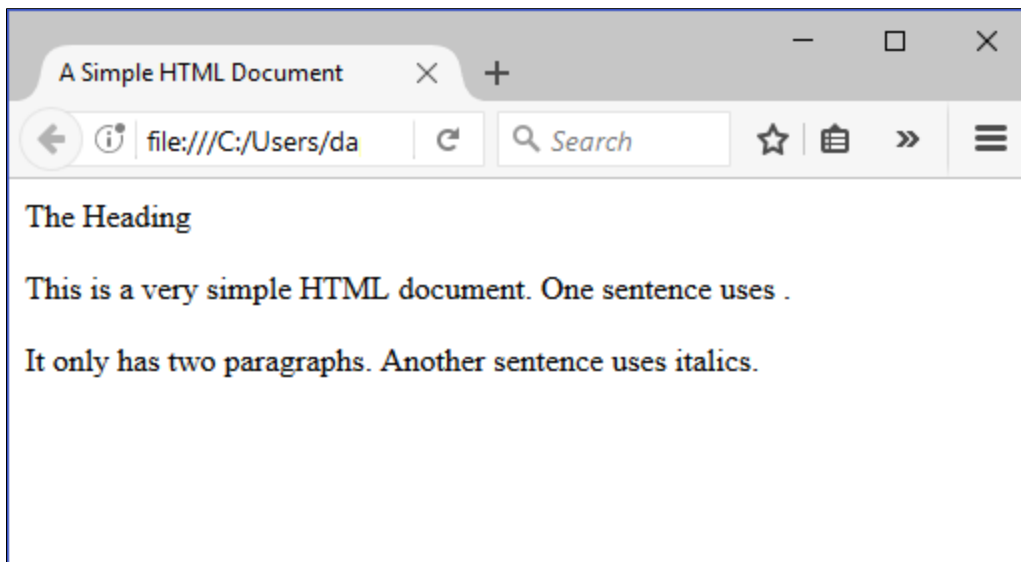 A Simple HTML Document
file:///C:/Users/da
Search
The Heading
This is a very simple HTML document. One sentence uses .
It only has two paragraphs. Another sentence uses italics.